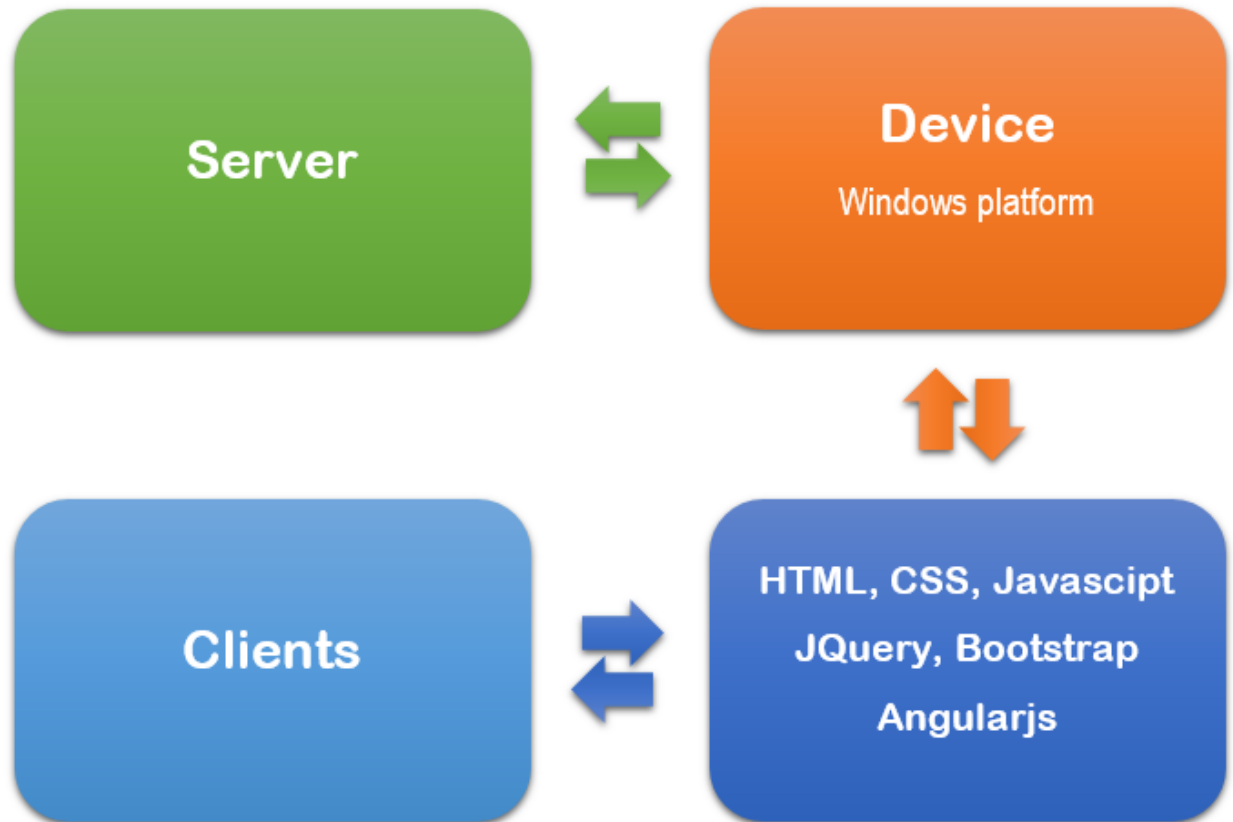 Server
Device
Windows platform
Clients
HTML, CSS, Javascipt
JQuery, Bootstrap
Angularjs